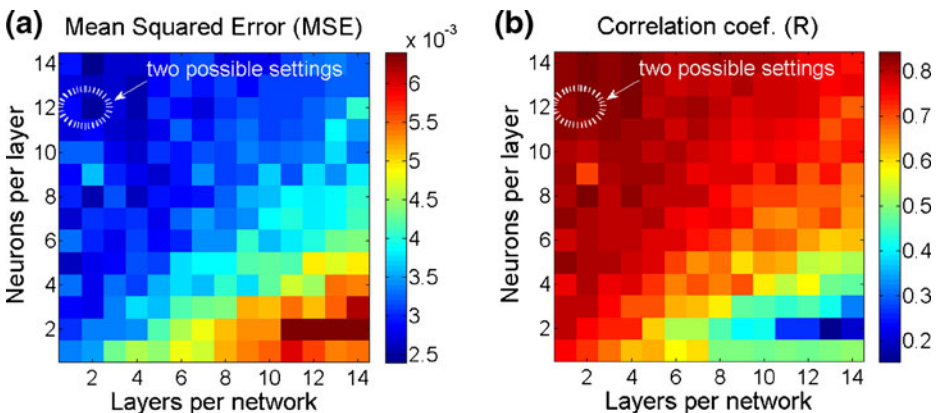 (a) Mean Squared Error (MSE)
x 10⁻³
two possible settings
Neurons per layer
14
12
10
8
6
4
2
2 4 6 8 10 12 14
Layers per network
6
5.5
5
4.5
4
3.5
3
2.5
(b) Correlation coef. (R)
two possible settings
Neurons per layer
14
12
10
8
6
4
2
2 4 6 8 10 12 14
Layers per network
0.8
0.7
0.6
0.5
0.4
0.3
0.2